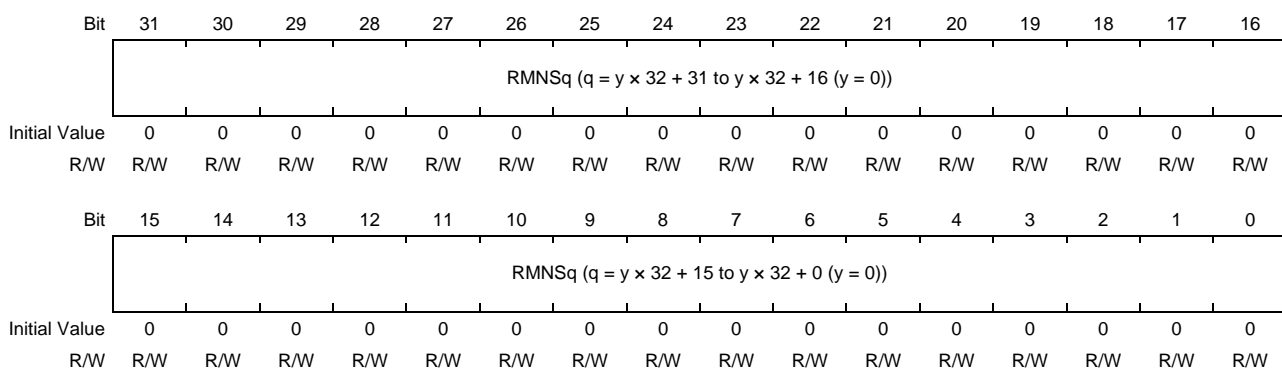 Bit 31 30 29 28 27 26 25 24 23 22 21 20 19 18 17 16
RMNSq (q = y × 32 + 31 to y × 32 + 16 (y = 0))
Initial Value 0 0 0 0 0 0 0 0 0 0 0 0 0 0 0 0
R/W R/W R/W R/W R/W R/W R/W R/W R/W R/W R/W R/W R/W R/W R/W R/W R/W
Bit 15 14 13 12 11 10 9 8 7 6 5 4 3 2 1 0
RMNSq (q = y × 32 + 15 to y × 32 + 0 (y = 0))
Initial Value 0 0 0 0 0 0 0 0 0 0 0 0 0 0 0 0
R/W R/W R/W R/W R/W R/W R/W R/W R/W R/W R/W R/W R/W R/W R/W R/W R/W